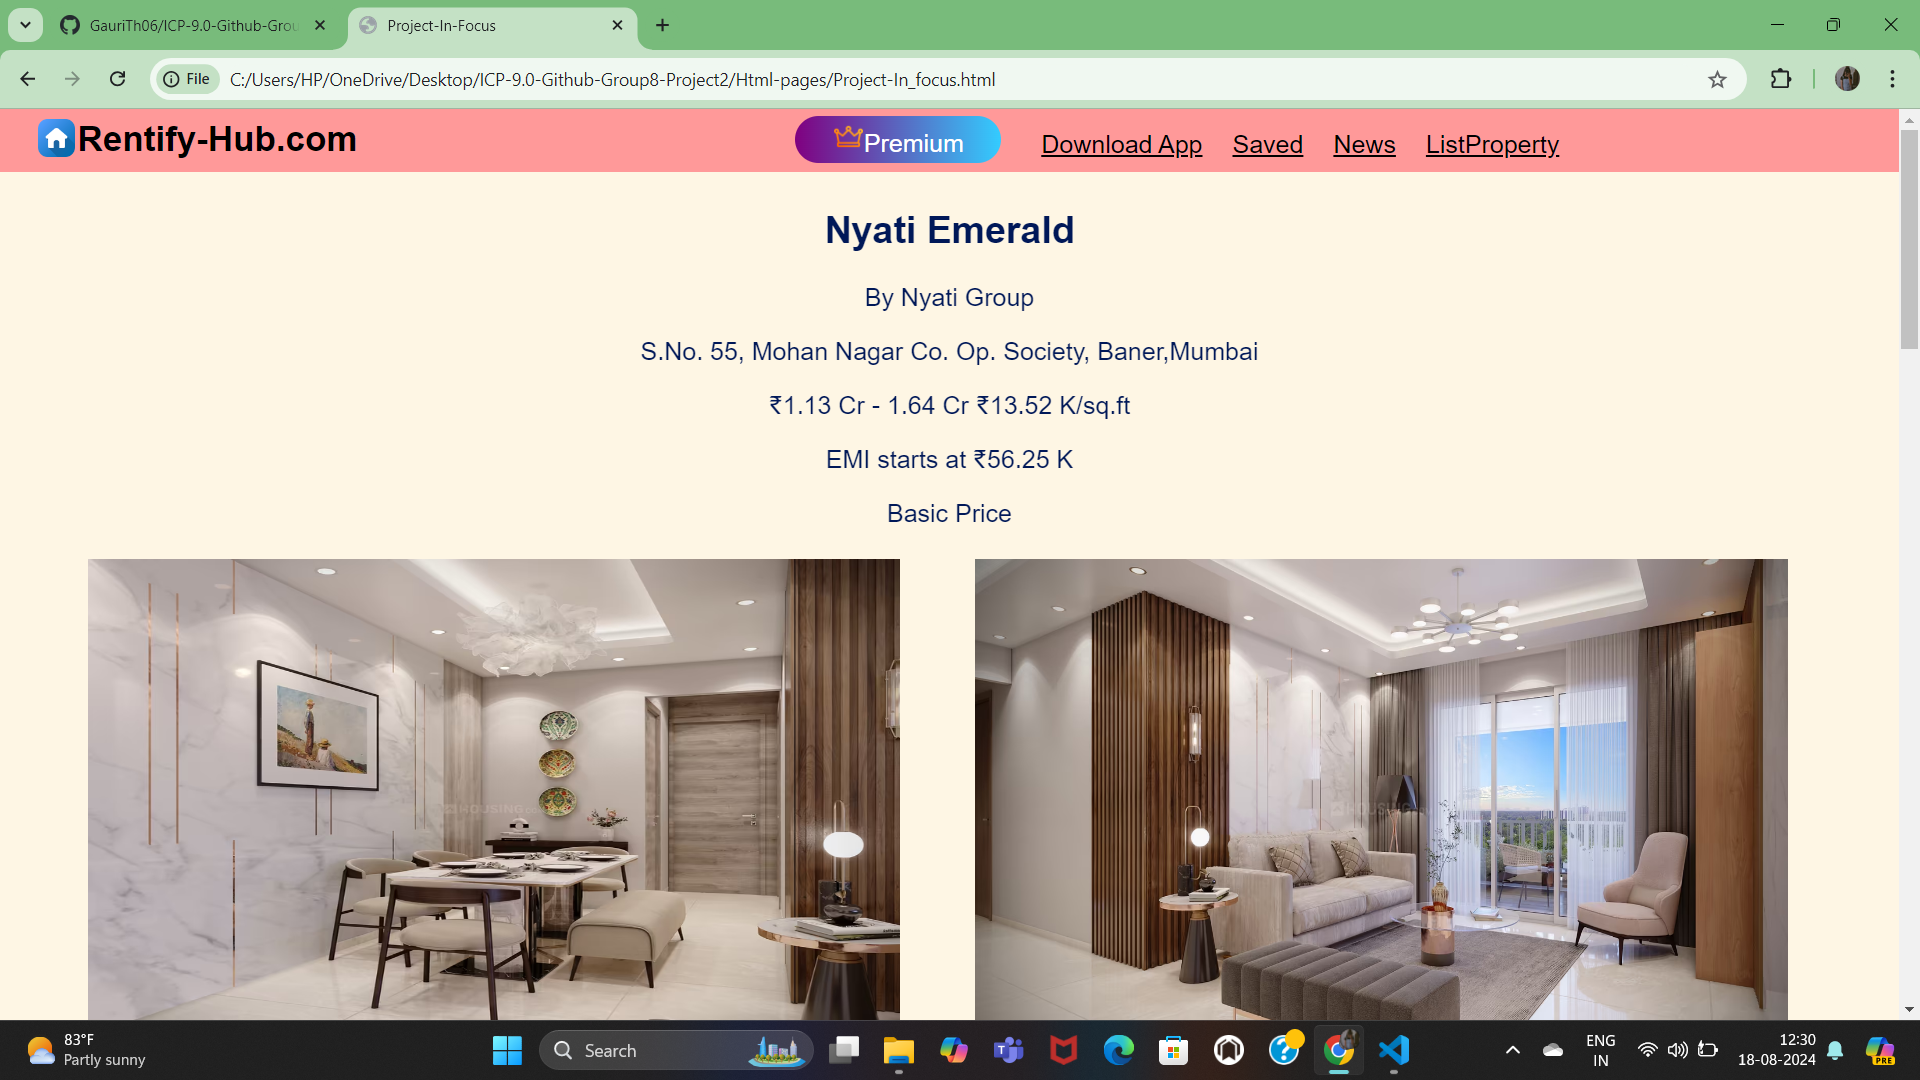 GauriTh06/ICP-9.0-Github-Grou
Project-In-Focus
File
C:/Users/HP/OneDrive/Desktop/ICP-9.0-Github-Group8-Project2/Html-pages/Project-In_focus.html
Rentify-Hub.com
Premium
Download App
Saved
News
ListProperty
Nyati Emerald
By Nyati Group
S.No. 55, Mohan Nagar Co. Op. Society, Baner,Mumbai
₹1.13 Cr - 1.64 Cr ₹13.52 K/sq.ft
EMI starts at ₹56.25 K
Basic Price
HOUSING
HOUSING
83°F
Partly sunny
Search
ENG
IN
12:30
18-08-2024
PRE